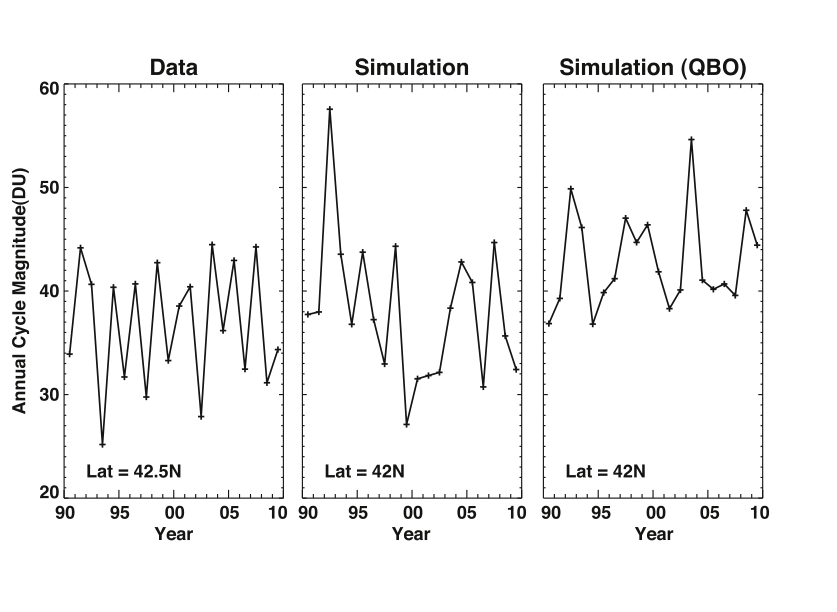 Data Simulation Simulation (QBO)
Annual Cycle Magnitude(DU)
60
50
40
30
20
Lat = 42.5N Lat = 42N Lat = 42N
90 95 00 05 10 90 95 00 05 10 90 95 00 05 10
Year Year Year